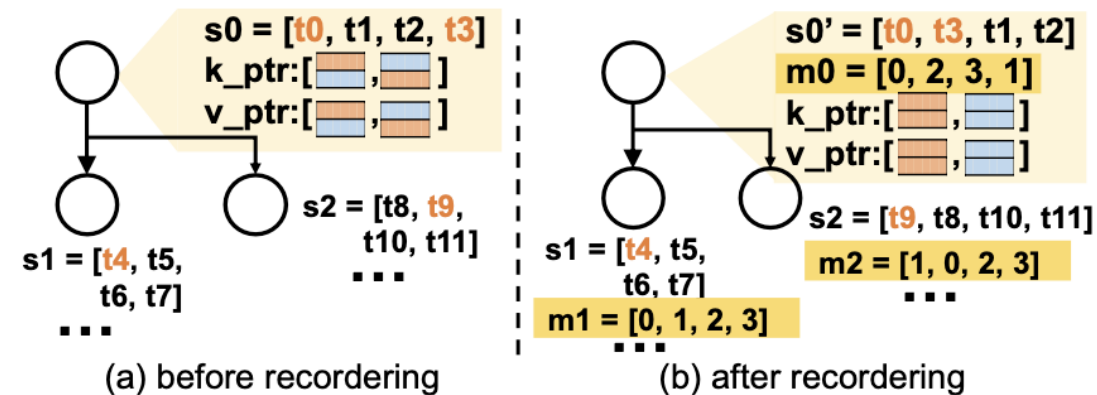 s0 = [t0, t1, t2, t3]
k_ptr:[ , ]
v_ptr:[ , ]
s1 = [t4, t5,
t6, t7]
...
s2 = [t8, t9,
t10, t11]
...
(a) before recordering
s0’ = [t0, t3, t1, t2]
m0 = [0, 2, 3, 1]
k_ptr:[ , ]
v_ptr:[ , ]
s1 = [t4, t5,
t6, t7]
m1 = [0, 1, 2, 3]
...
s2 = [t9, t8, t10, t11]
m2 = [1, 0, 2, 3]
...
(b) after recordering